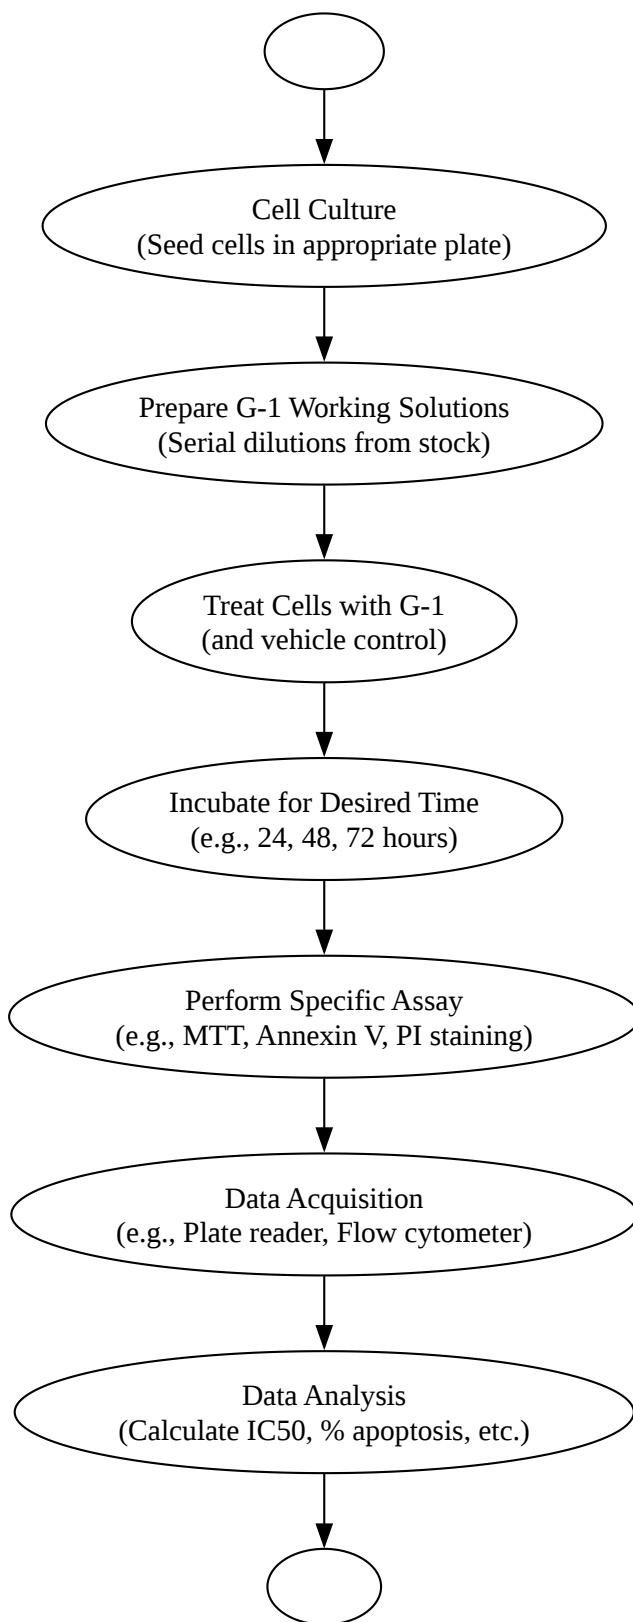 Cell Culture
(Seed cells in appropriate plate)
Prepare G-1 Working Solutions
(Serial dilutions from stock)
Treat Cells with G-1
(and vehicle control)
Incubate for Desired Time
(e.g., 24, 48, 72 hours)
Perform Specific Assay
(e.g., MTT, Annexin V, PI staining)
Data Acquisition
(e.g., Plate reader, Flow cytometer)
Data Analysis
(Calculate IC50, % apoptosis, etc.)